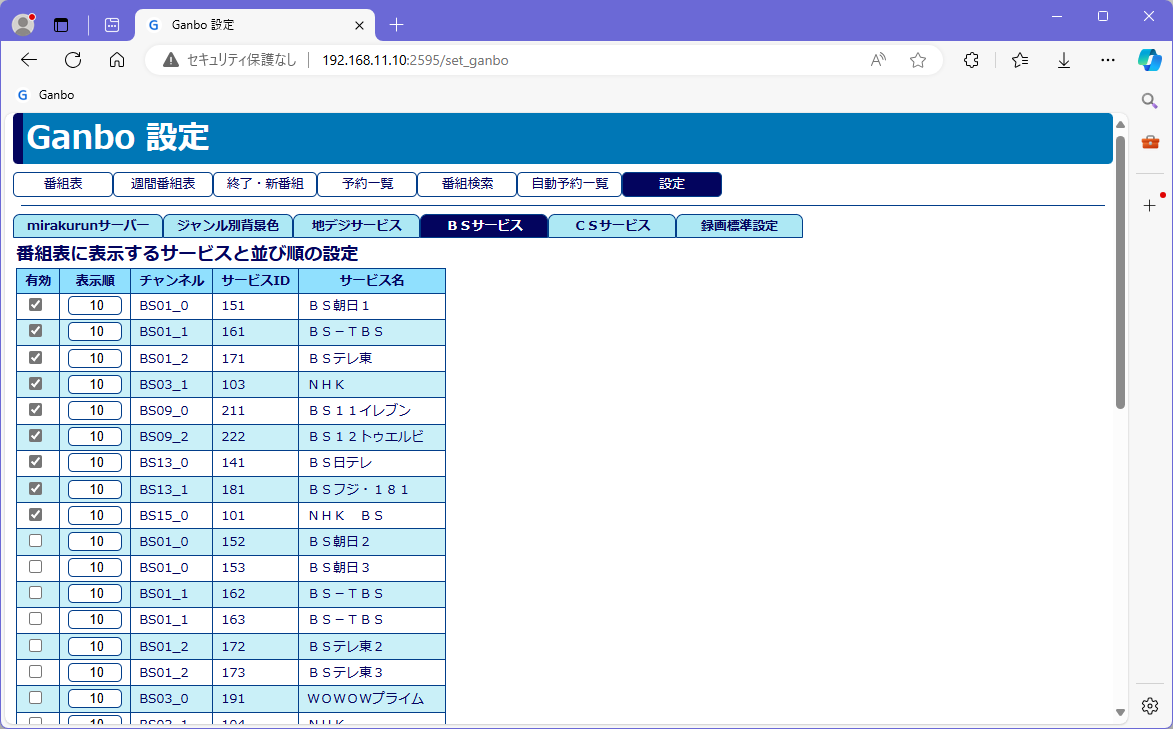 Ganbo 設定
セキュリティ保護なし 192.168.11.10:2595/set_ganbo
Ganbo
Ganbo 設定
番組表 週間番組表 終了・新番組 予約一覧 番組検索 自動予約一覧 設定
mirakurunサーバー ジャンル別背景色 地デジサービス ＢＳサービス ＣＳサービス 録画標準設定
番組表に表示するサービスと並び順の設定
有効 表示順 チャンネル サービスID サービス名
10 BS01_0 151 ＢＳ朝日１
10 BS01_1 161 ＢＳ－ＴＢＳ
10 BS01_2 171 ＢＳテレ東
10 BS03_1 103 ＮＨＫ
10 BS09_0 211 ＢＳ１１イレブン
10 BS09_2 222 ＢＳ１２トゥエルビ
10 BS13_0 141 ＢＳ日テレ
10 BS13_1 181 ＢＳフジ・１８１
10 BS15_0 101 ＮＨＫ　ＢＳ
10 BS01_0 152 ＢＳ朝日２
10 BS01_0 153 ＢＳ朝日３
10 BS01_1 162 ＢＳ－ＴＢＳ
10 BS01_1 163 ＢＳ－ＴＢＳ
10 BS01_2 172 ＢＳテレ東２
10 BS01_2 173 ＢＳテレ東３
10 BS03_0 191 ＷＯＷＯＷプライム
10 BS03_1 104 ＮＨＫ